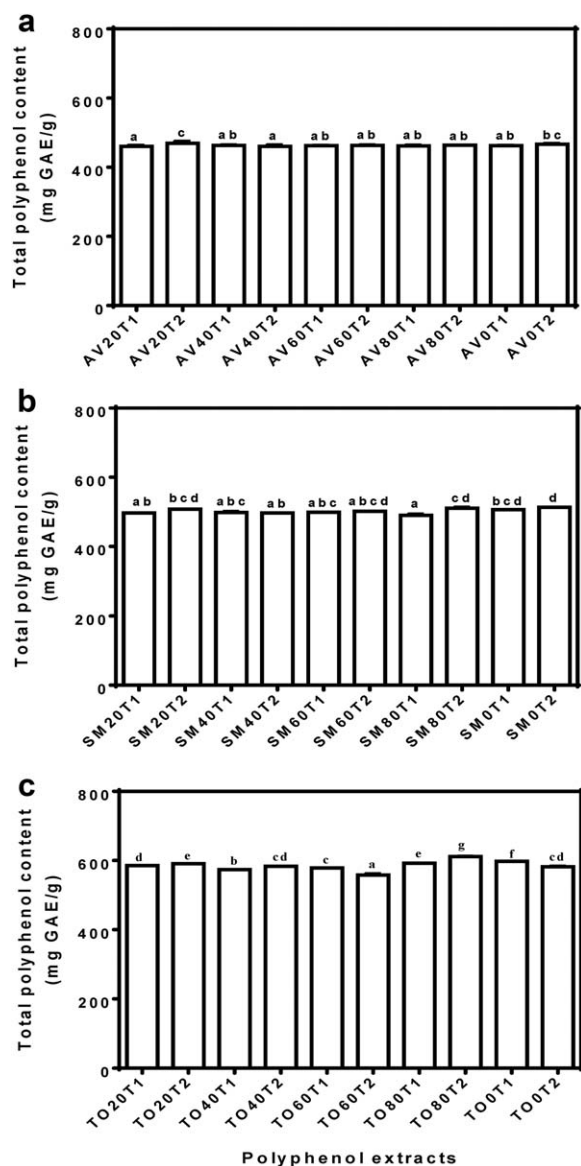 a
Total polyphenol content
(mg GAE/g)
800
600
400
200
0
a c ab a ab ab ab ab ab bc
AV20T1 AV20T2 AV40T1 AV40T2 AV60T1 AV60T2 AV80T1 AV80T2 AV0T1 AV0T2
b
Total polyphenol content
(mg GAE/g)
800
600
400
200
0
ab bcd abc ab abc abcd a cd bcd d
SM20T1 SM20T2 SM40T1 SM40T2 SM60T1 SM60T2 SM80T1 SM80T2 SM0T1 SM0T2
c
Total polyphenol content
(mg GAE/g)
800
600
400
200
0
d e b cd c a e g f cd
TO20T1 TO20T2 TO40T1 TO40T2 TO60T1 TO60T2 TO80T1 TO80T2 TO0T1 TO0T2
Polyphenol extracts